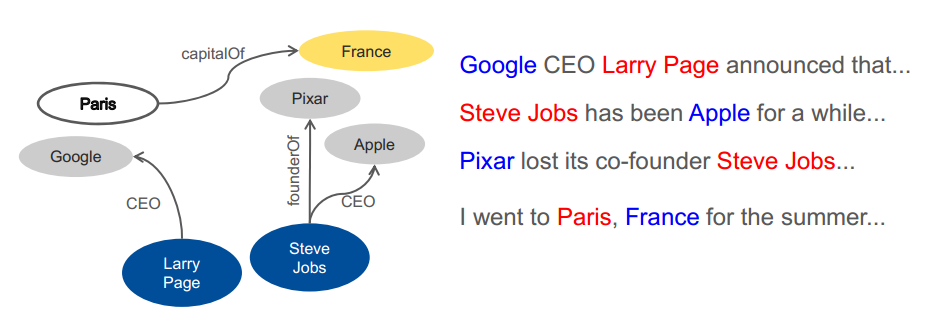 capitalOf
France
Paris
Pixar
Google
Apple
founderOf
CEO
CEO
Larry
Page
Steve
Jobs
Google CEO Larry Page announced that...
Steve Jobs has been Apple for a while...
Pixar lost its co-founder Steve Jobs...
I went to Paris, France for the summer...